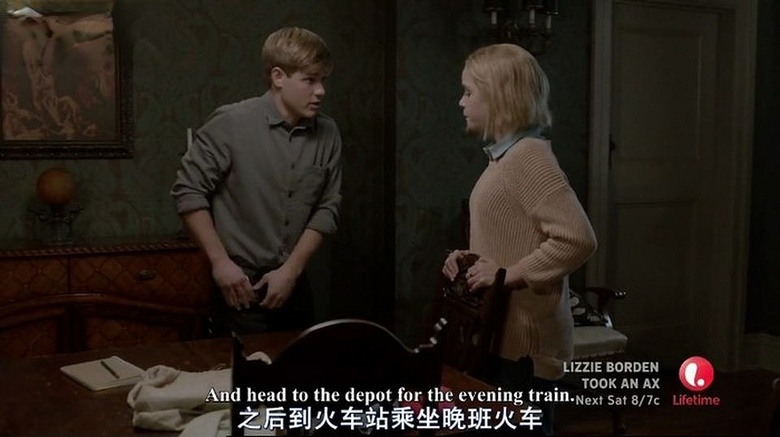 LIZZIE BORDEN
TOOK AN AX
Next Sat 8/7c
Lifetime
And head to the depot for the evening train.
之后到火车站乘坐晚班火车